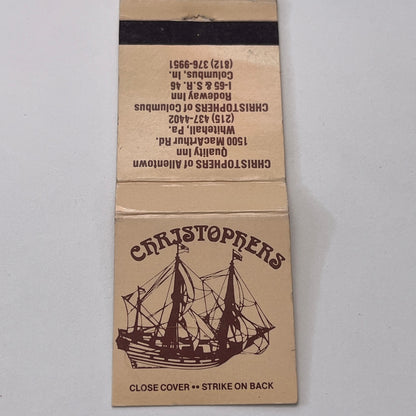 CHRISTOPHERS
CLOSE COVER •• STRIKE ON BACK
CHRISTOPHERS of Allentown
Quality Inn
1500 MacArthur Rd.
Whitehall, Pa.
(215) 437-4402
CHRISTOPHERS of Columbus
Rodeway Inn
I-65 & S.R. 46
Columbus, In.
(812) 376-9951